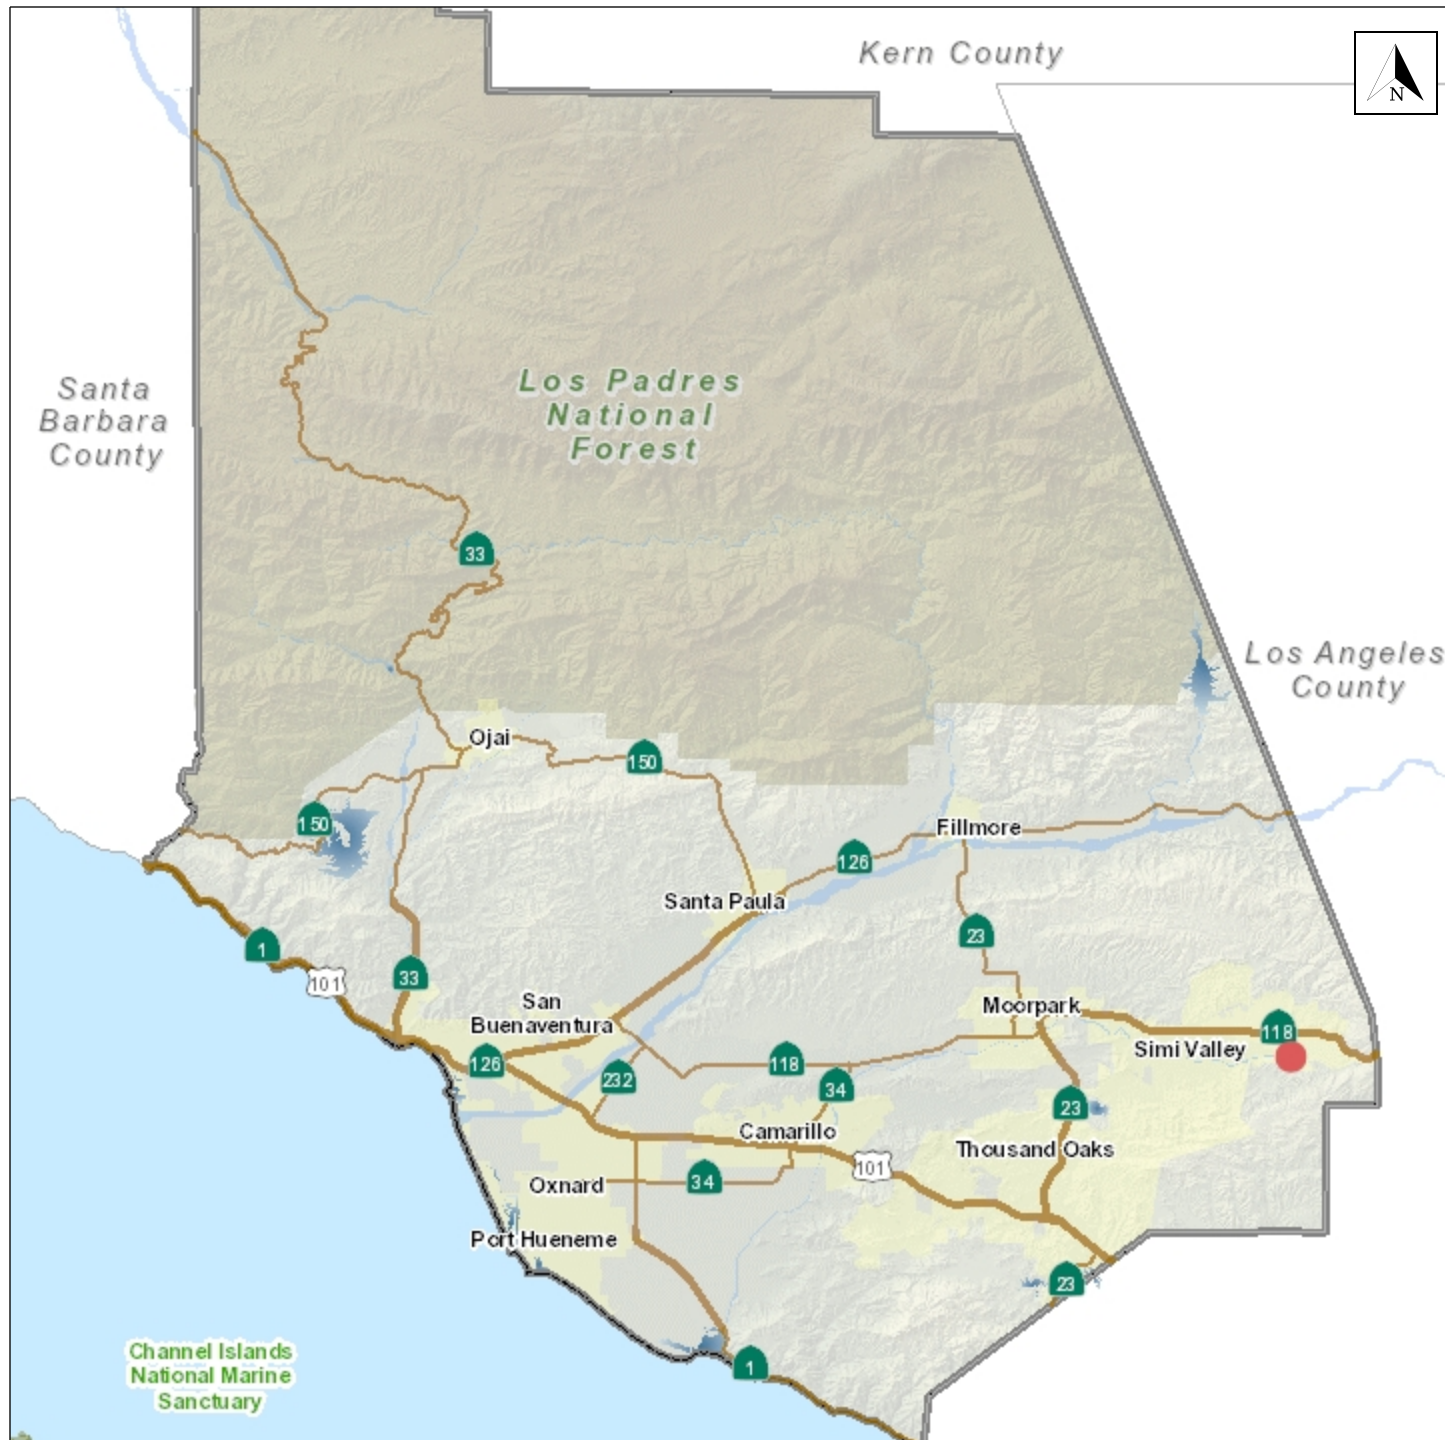 Kern County
N
Santa
Barbara
County
Los Padres
National
Forest
33
Los Angeles
County
Ojai
150
150
Fillmore
126
Santa Paula
23
1
101
33
San
Buenaventura
Moorpark
118
Simi Valley
126
232
118
34
23
Camarillo
Thousand Oaks
101
34
Oxnard
Port Hueneme
23
Channel Islands
National Marine
Sanctuary
1